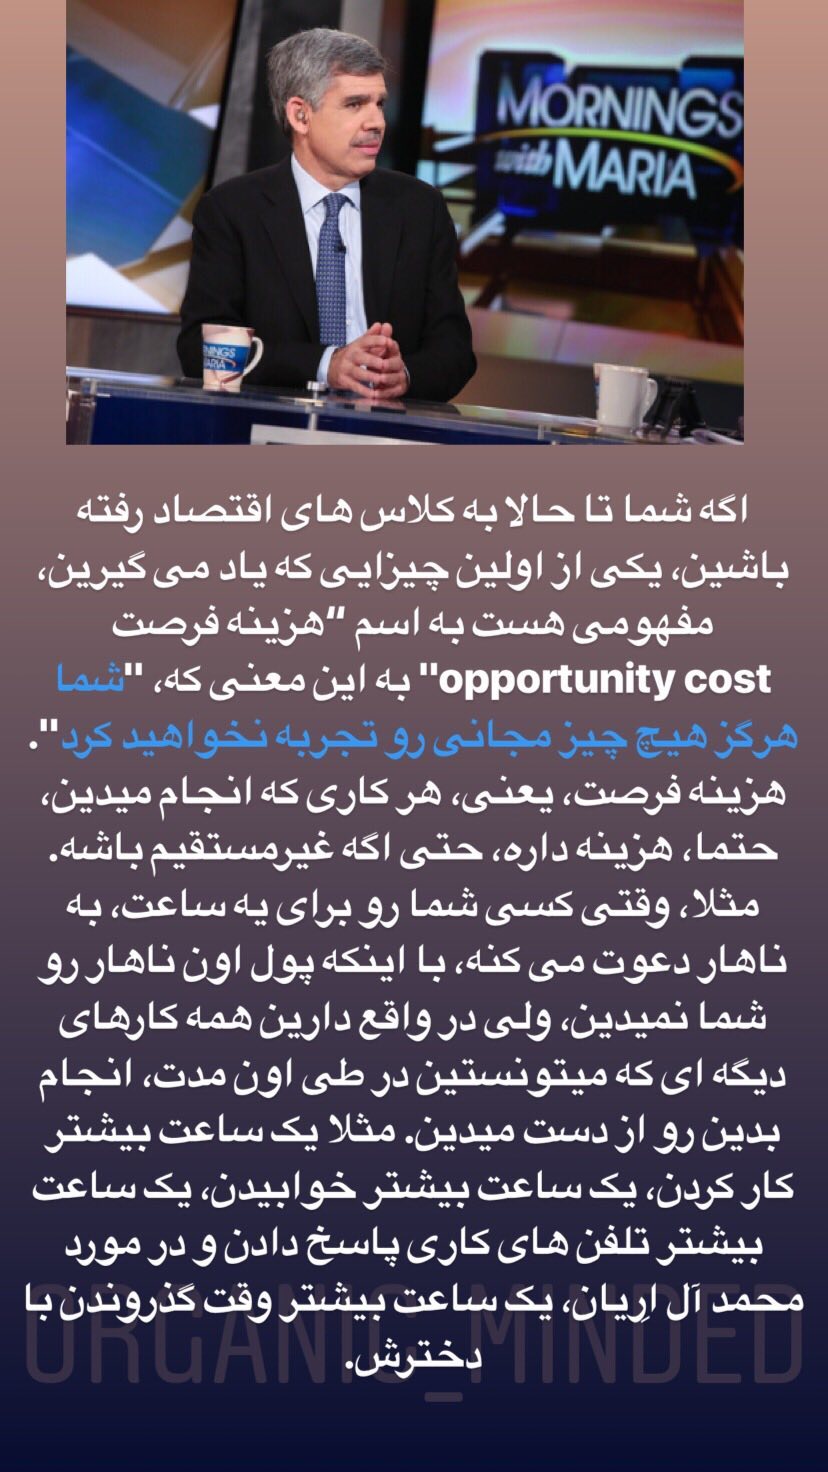 MORNINGS
with MARIA
NINGS
ARIA
اگه شما تا حالا به کلاس های اقتصاد رفته
باشین، یکی از اولین چیزایی که یاد می گیرین،
مفهومی هست به اسم “هزینه فرصت
opportunity cost" به این معنی که، "شما
هرگز هیچ چیز مجانی رو تجربه نخواهید کرد".
هزینه فرصت، یعنی، هر کاری که انجام میدین،
حتما، هزینه داره، حتی اگه غیرمستقیم باشه.
مثلا، وقتی کسی شما رو برای یه ساعت، به
ناهار دعوت می کنه، با اینکه پول اون ناهار رو
شما نمیدین، ولی در واقع دارین همه کارهای
دیگه ای که میتونستین در طی اون مدت، انجام
بدین رو از دست میدین. مثلا یک ساعت بیشتر
کار کردن، یک ساعت بیشتر خوابیدن، یک ساعت
بیشتر تلفن های کاری پاسخ دادن و در مورد
محمد آل اِریان، یک ساعت بیشتر وقت گذروندن با
دخترش.
ORGANIC_MINDED